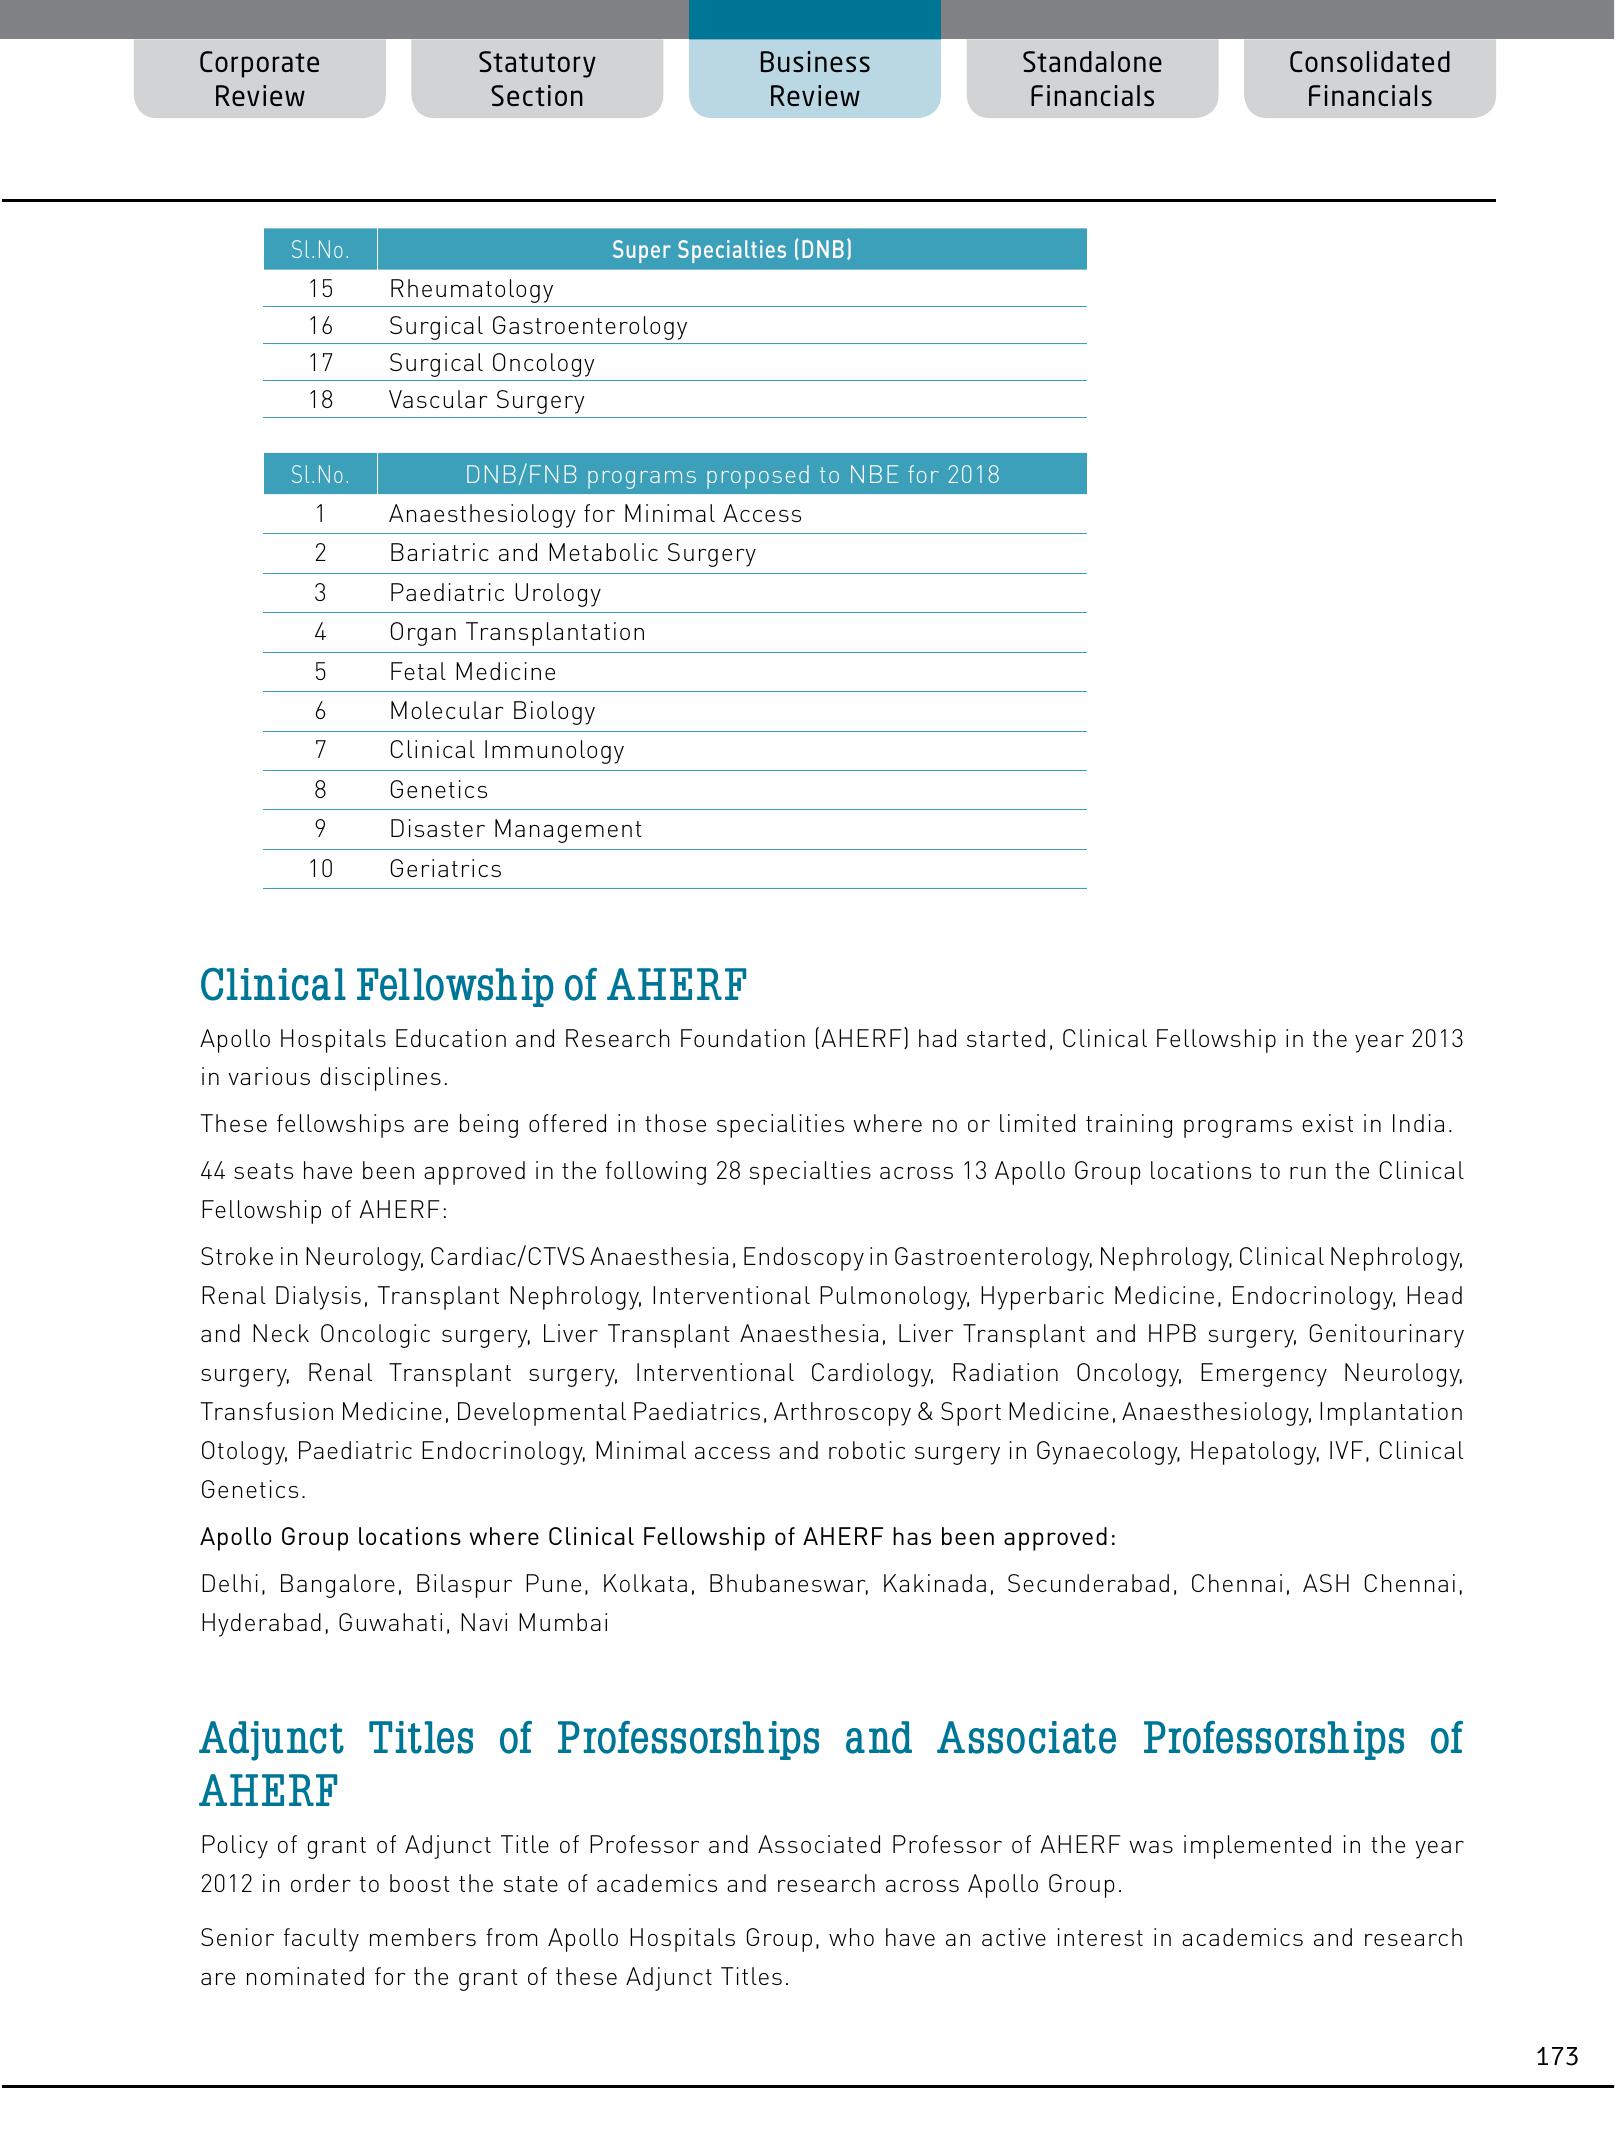 Corporate
Review
Statutory
Section
Business
Review
Standalone
Financials
Consolidated
Financials
Sl.No. Super Specialties (DNB)
15 Rheumatology
16 Surgical Gastroenterology
17 Surgical Oncology
18 Vascular Surgery
Sl.No. DNB/FNB programs proposed to NBE for 2018
1 Anaesthesiology for Minimal Access
2 Bariatric and Metabolic Surgery
3 Paediatric Urology
4 Organ Transplantation
5 Fetal Medicine
6 Molecular Biology
7 Clinical Immunology
8 Genetics
9 Disaster Management
10 Geriatrics
Clinical Fellowship of AHERF
Apollo Hospitals Education and Research Foundation (AHERF) had started, Clinical Fellowship in the year 2013
in various disciplines.
These fellowships are being offered in those specialities where no or limited training programs exist in India.
44 seats have been approved in the following 28 specialties across 13 Apollo Group locations to run the Clinical
Fellowship of AHERF:
Stroke in Neurology, Cardiac/CTVS Anaesthesia, Endoscopy in Gastroenterology, Nephrology, Clinical Nephrology,
Renal Dialysis, Transplant Nephrology, Interventional Pulmonology, Hyperbaric Medicine, Endocrinology, Head
and Neck Oncologic surgery, Liver Transplant Anaesthesia, Liver Transplant and HPB surgery, Genitourinary
surgery, Renal Transplant surgery, Interventional Cardiology, Radiation Oncology, Emergency Neurology,
Transfusion Medicine, Developmental Paediatrics, Arthroscopy & Sport Medicine, Anaesthesiology, Implantation
Otology, Paediatric Endocrinology, Minimal access and robotic surgery in Gynaecology, Hepatology, IVF, Clinical
Genetics.
Apollo Group locations where Clinical Fellowship of AHERF has been approved:
Delhi, Bangalore, Bilaspur Pune, Kolkata, Bhubaneswar, Kakinada, Secunderabad, Chennai, ASH Chennai,
Hyderabad, Guwahati, Navi Mumbai
Adjunct Titles of Professorships and Associate Professorships of
AHERF
Policy of grant of Adjunct Title of Professor and Associated Professor of AHERF was implemented in the year
2012 in order to boost the state of academics and research across Apollo Group.
Senior faculty members from Apollo Hospitals Group, who have an active interest in academics and research
are nominated for the grant of these Adjunct Titles.
173